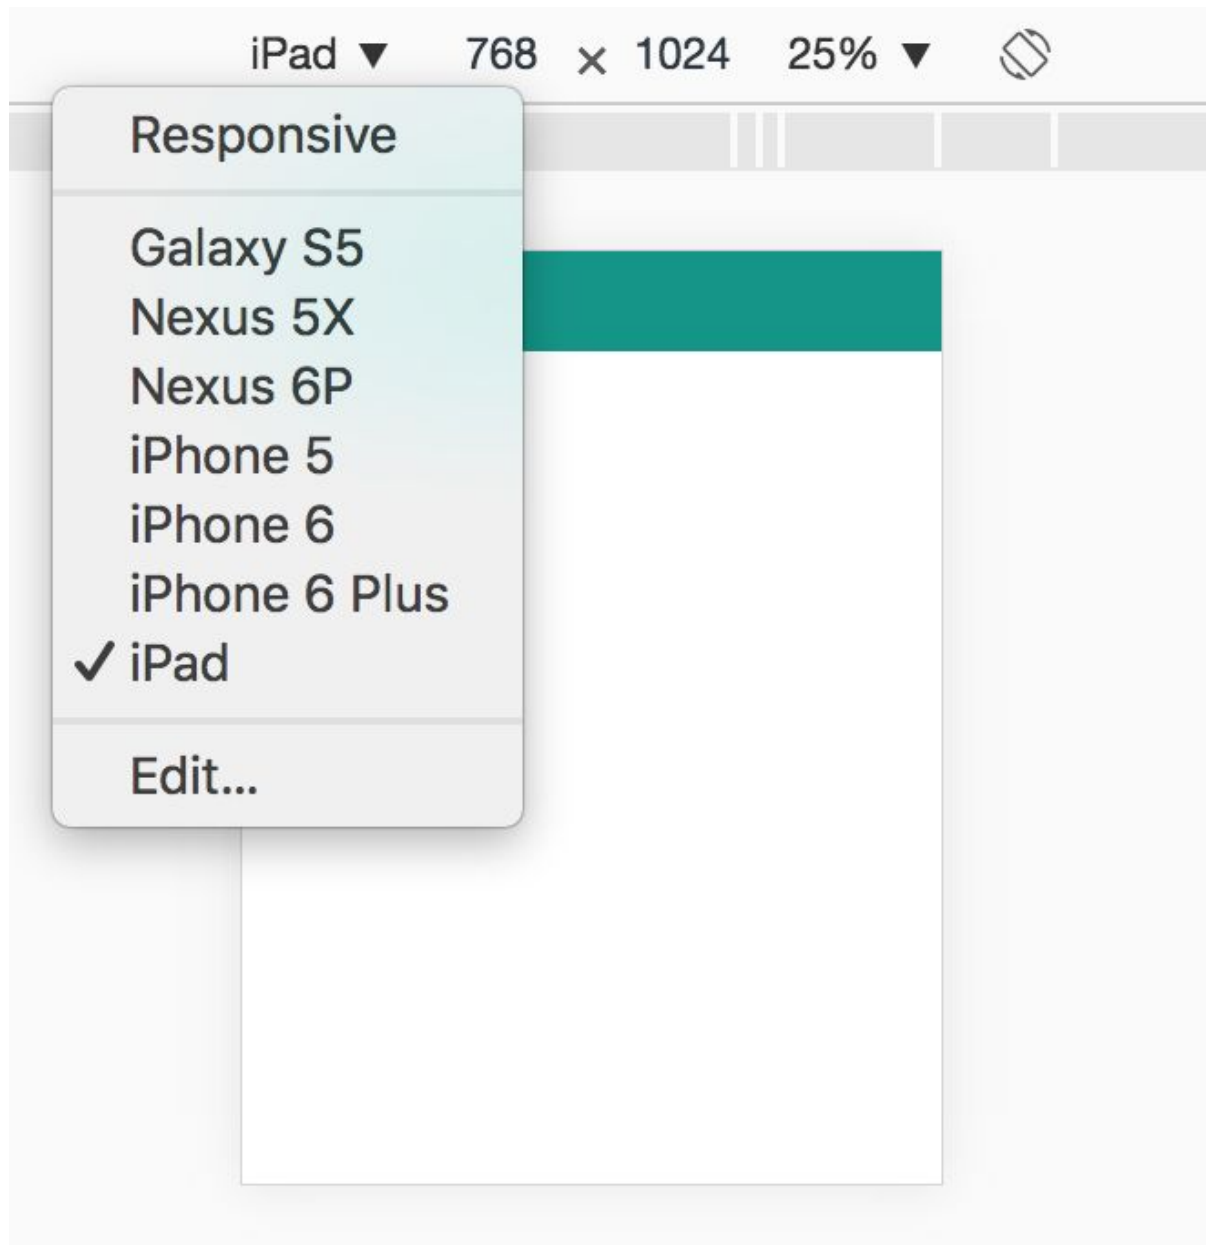 iPad ▼ 768 × 1024 25% ▼
Responsive
Galaxy S5
Nexus 5X
Nexus 6P
iPhone 5
iPhone 6
iPhone 6 Plus
✓ iPad
Edit...